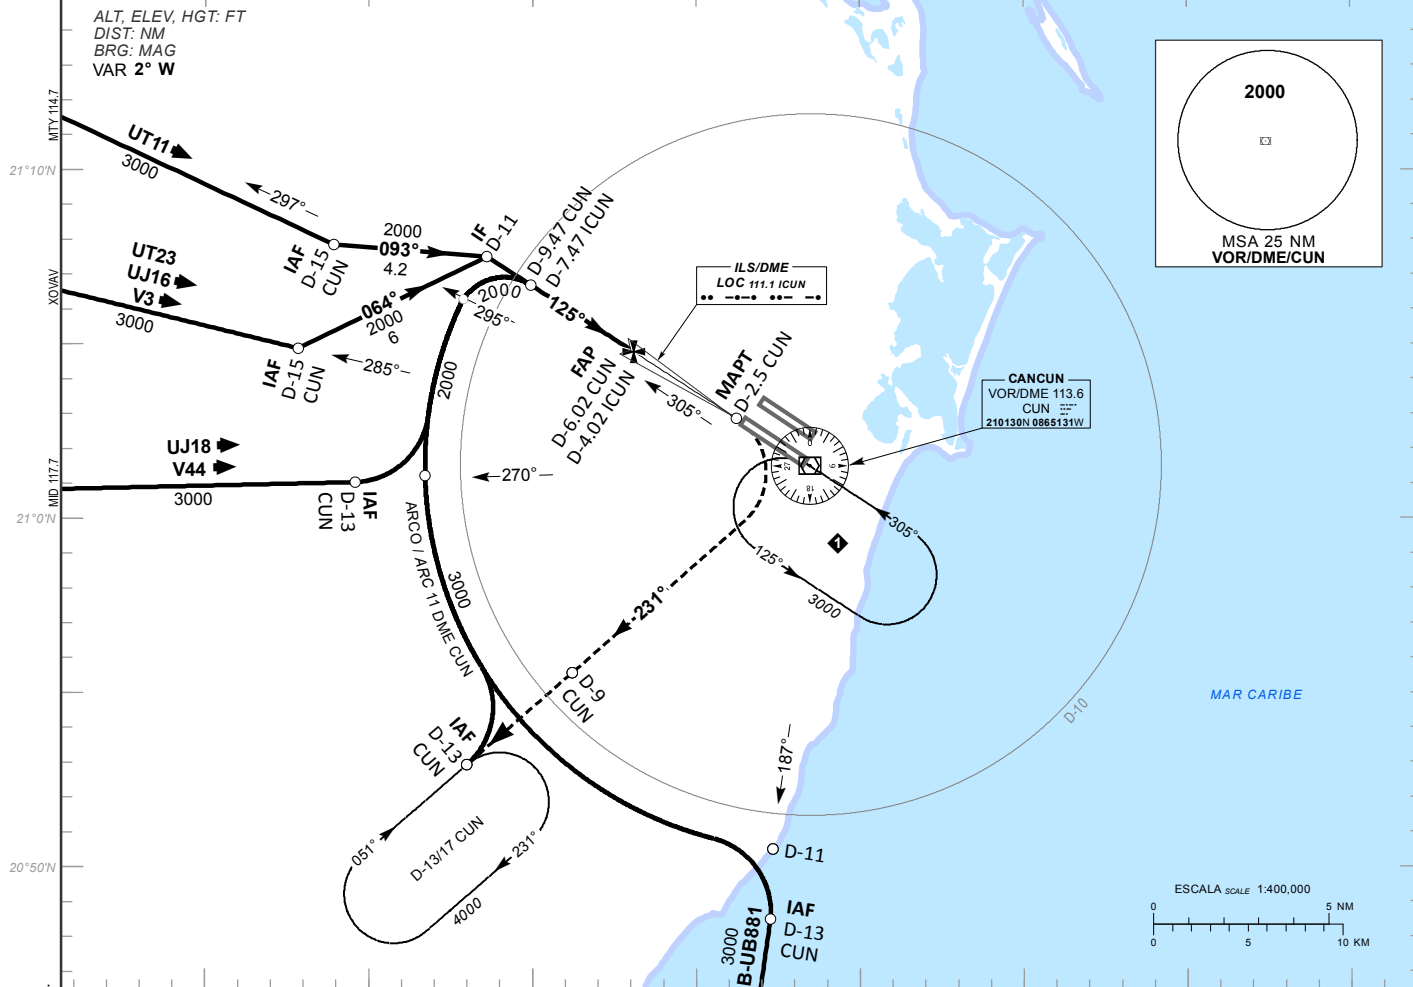 ALT, ELEV, HGT: FT
DIST: NM
BRG: MAG
VAR 2° W
MTY 114.7
UT11
3000
297°
21°10'N
IAF
D-15
CUN
2000
093°
4.2
IF
D-11
D-9.47 CUN
D-7.47 ICUN
UT23
UJ16
V3
XOVAV
3000
064°
2000
6
IAF
D-15
CUN
285°
2000
295°
125°
ILS/DME
LOC 111.1 ICUN
FAP
D-6.02 CUN
D-4.02 ICUN
305°
MAPT
D-2.5 CUN
CANCUN
VOR/DME 113.6
CUN
210130N 0865131W
2000
MSA 25 NM
VOR/DME/CUN
2000
UJ18
V44
MID 117.7
3000
IAF
D-13
CUN
270°
0
9
18
27
21°0'N
ARCO / ARC 11 DME CUN
3000
125°
3000
305°
1
231°
D-9
CUN
IAF
D-13
CUN
051°
D-13/17 CUN
231°
4000
187°
D-10
MAR CARIBE
20°50'N
D-11
IAF
D-13
CUN
3000
B-UB881
ESCALA SCALE 1:400,000
0 5 NM
0 5 10 KM